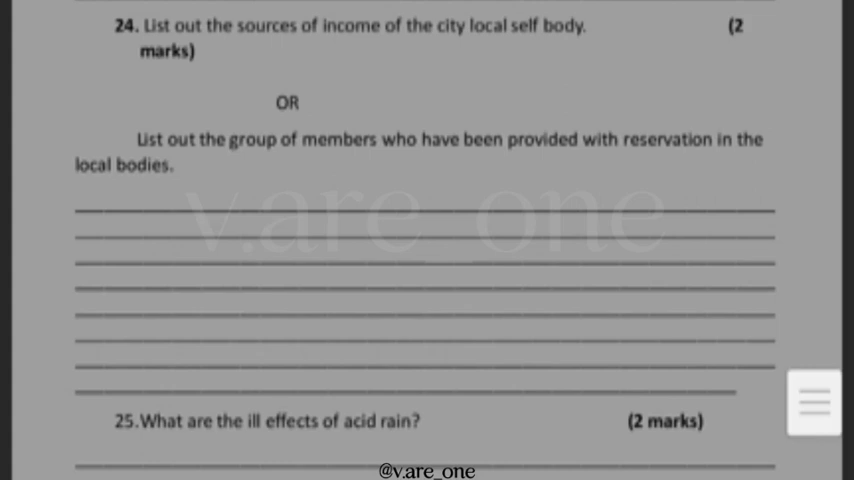 24. List out the sources of income of the city local self body. (2
marks)
OR
List out the group of members who have been provided with reservation in the
local bodies.
v.are_one
25.What are the ill effects of acid rain? (2 marks)
@v.are_one